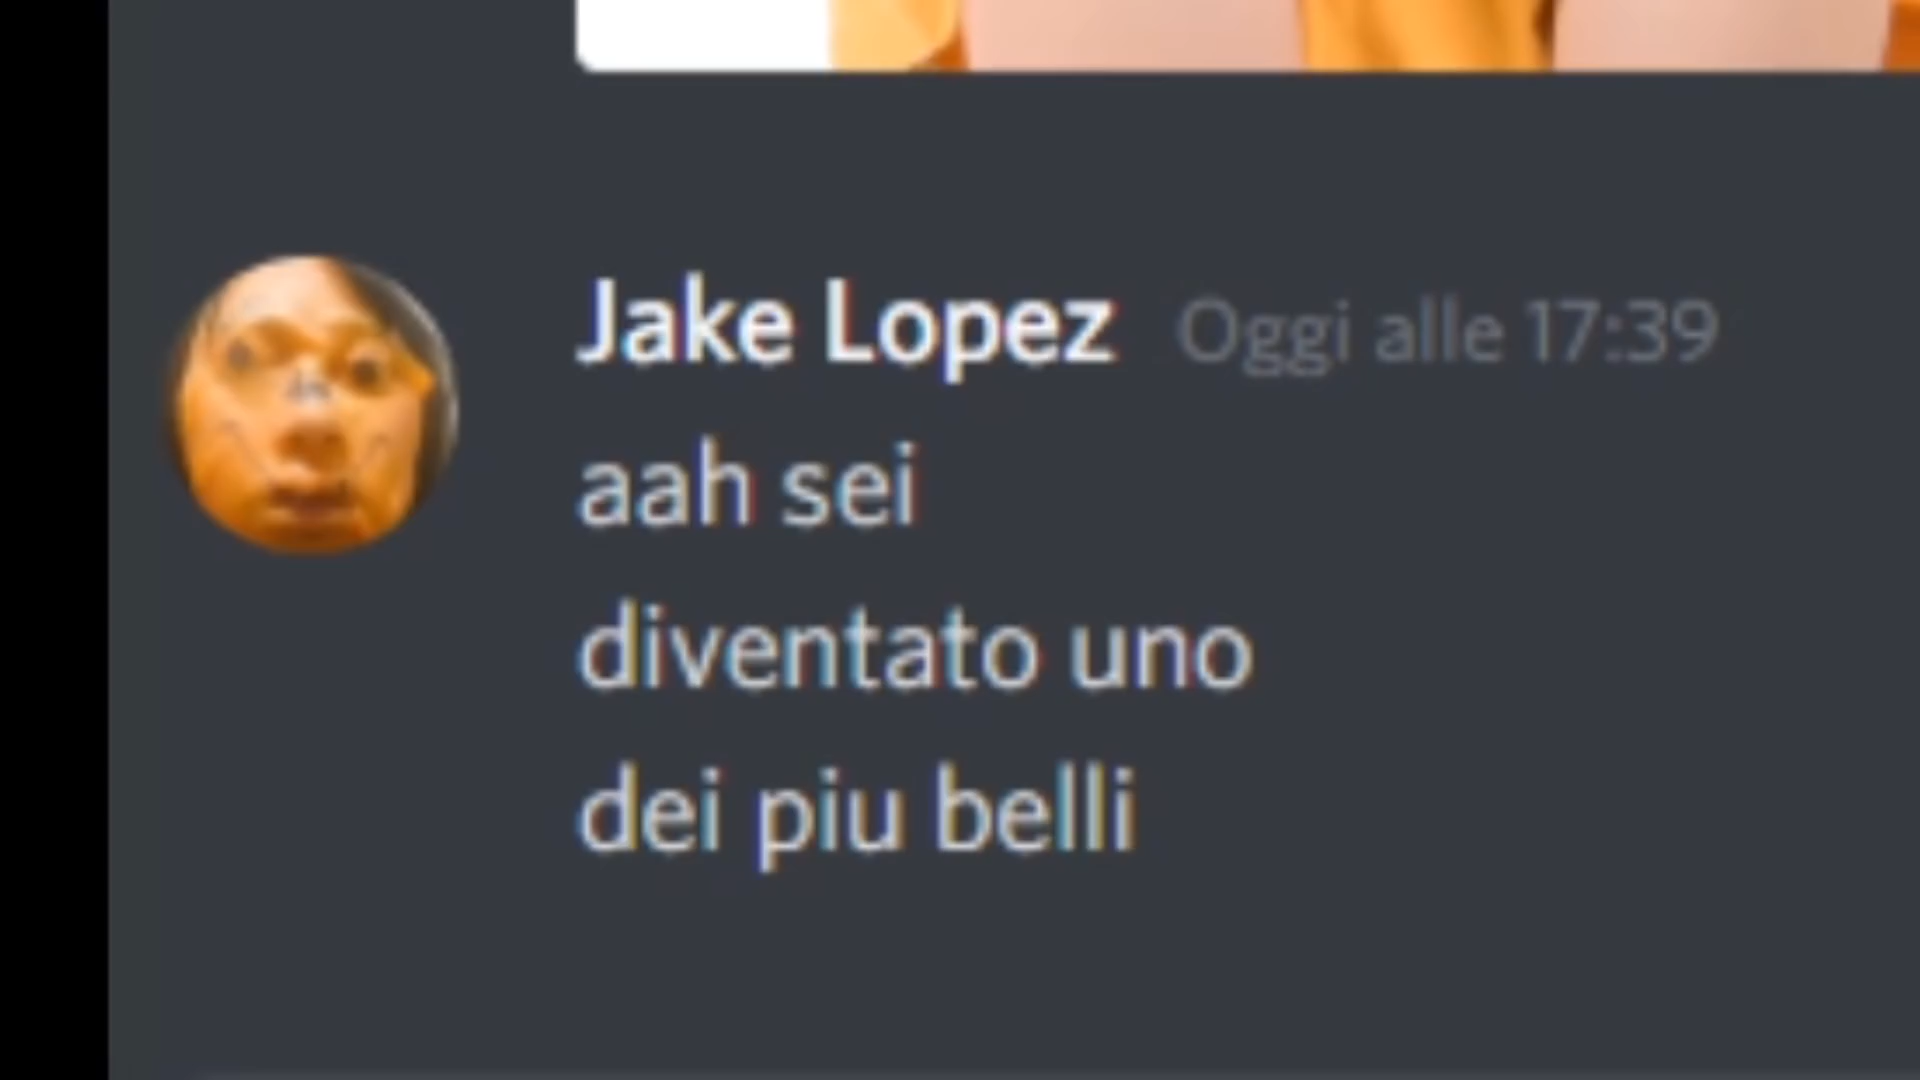 Jake Lopez Oggi alle 17:39
aah sei
diventato uno
dei piu belli